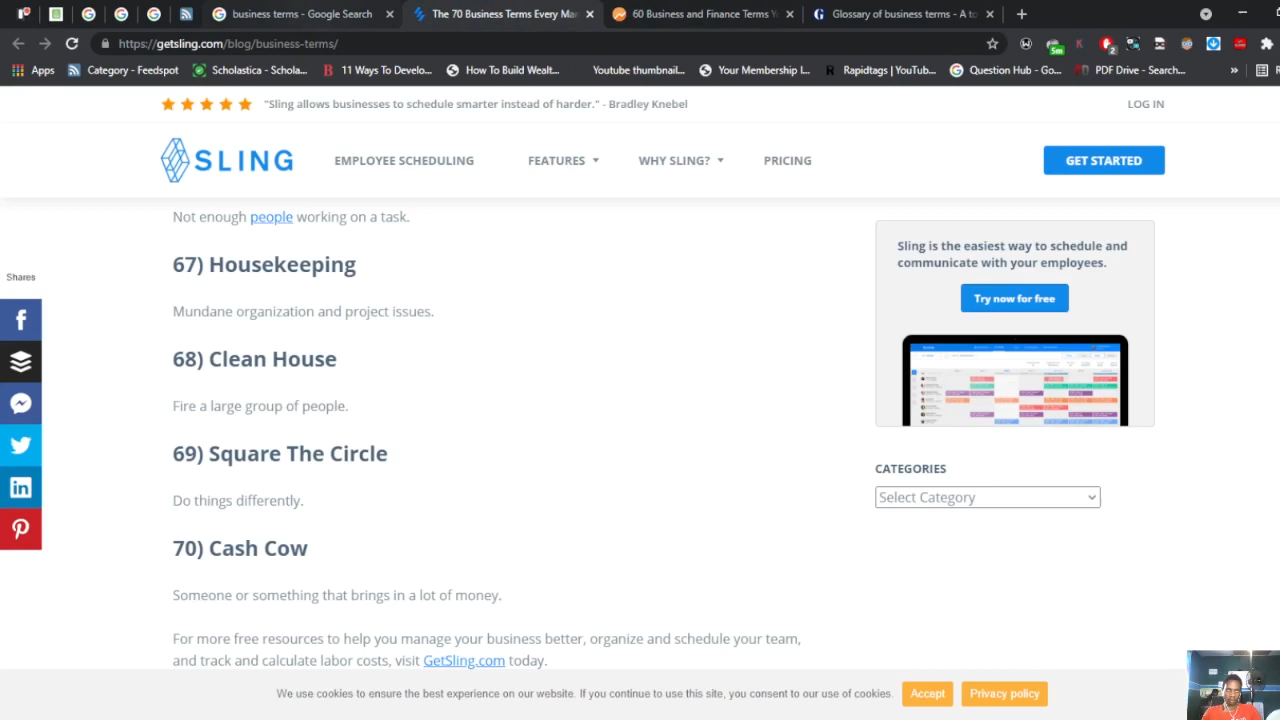 The 70 Business Terms Every Ma
60 Business and Finance Terms Y
Glossary of business terms - A to
https://getsling.com/blog/business-terms/
5m
2
Apps
Category - Feedspot
Scholastica - Schola...
11 Ways To Develo...
How To Build Wealt...
Youtube thumbnail...
Your Membership I...
Rapidtags | YouTub...
Question Hub - Go...
PDF Drive - Search...
»
"Sling allows businesses to schedule smarter instead of harder." - Bradley Knebel
LOG IN
SLING
EMPLOYEE SCHEDULING
FEATURES
WHY SLING?
PRICING
GET STARTED
Not enough people working on a task.
67) Housekeeping
Mundane organization and project issues.
68) Clean House
Fire a large group of people.
69) Square The Circle
Do things differently.
70) Cash Cow
Someone or something that brings in a lot of money.
For more free resources to help you manage your business better, organize and schedule your team,
and track and calculate labor costs, visit GetSling.com today.
Shares
Sling is the easiest way to schedule and
communicate with your employees.
Try now for free
CATEGORIES
Select Category
We use cookies to ensure the best experience on our website. If you continue to use this site, you consent to our use of cookies.
Accept
Privacy policy